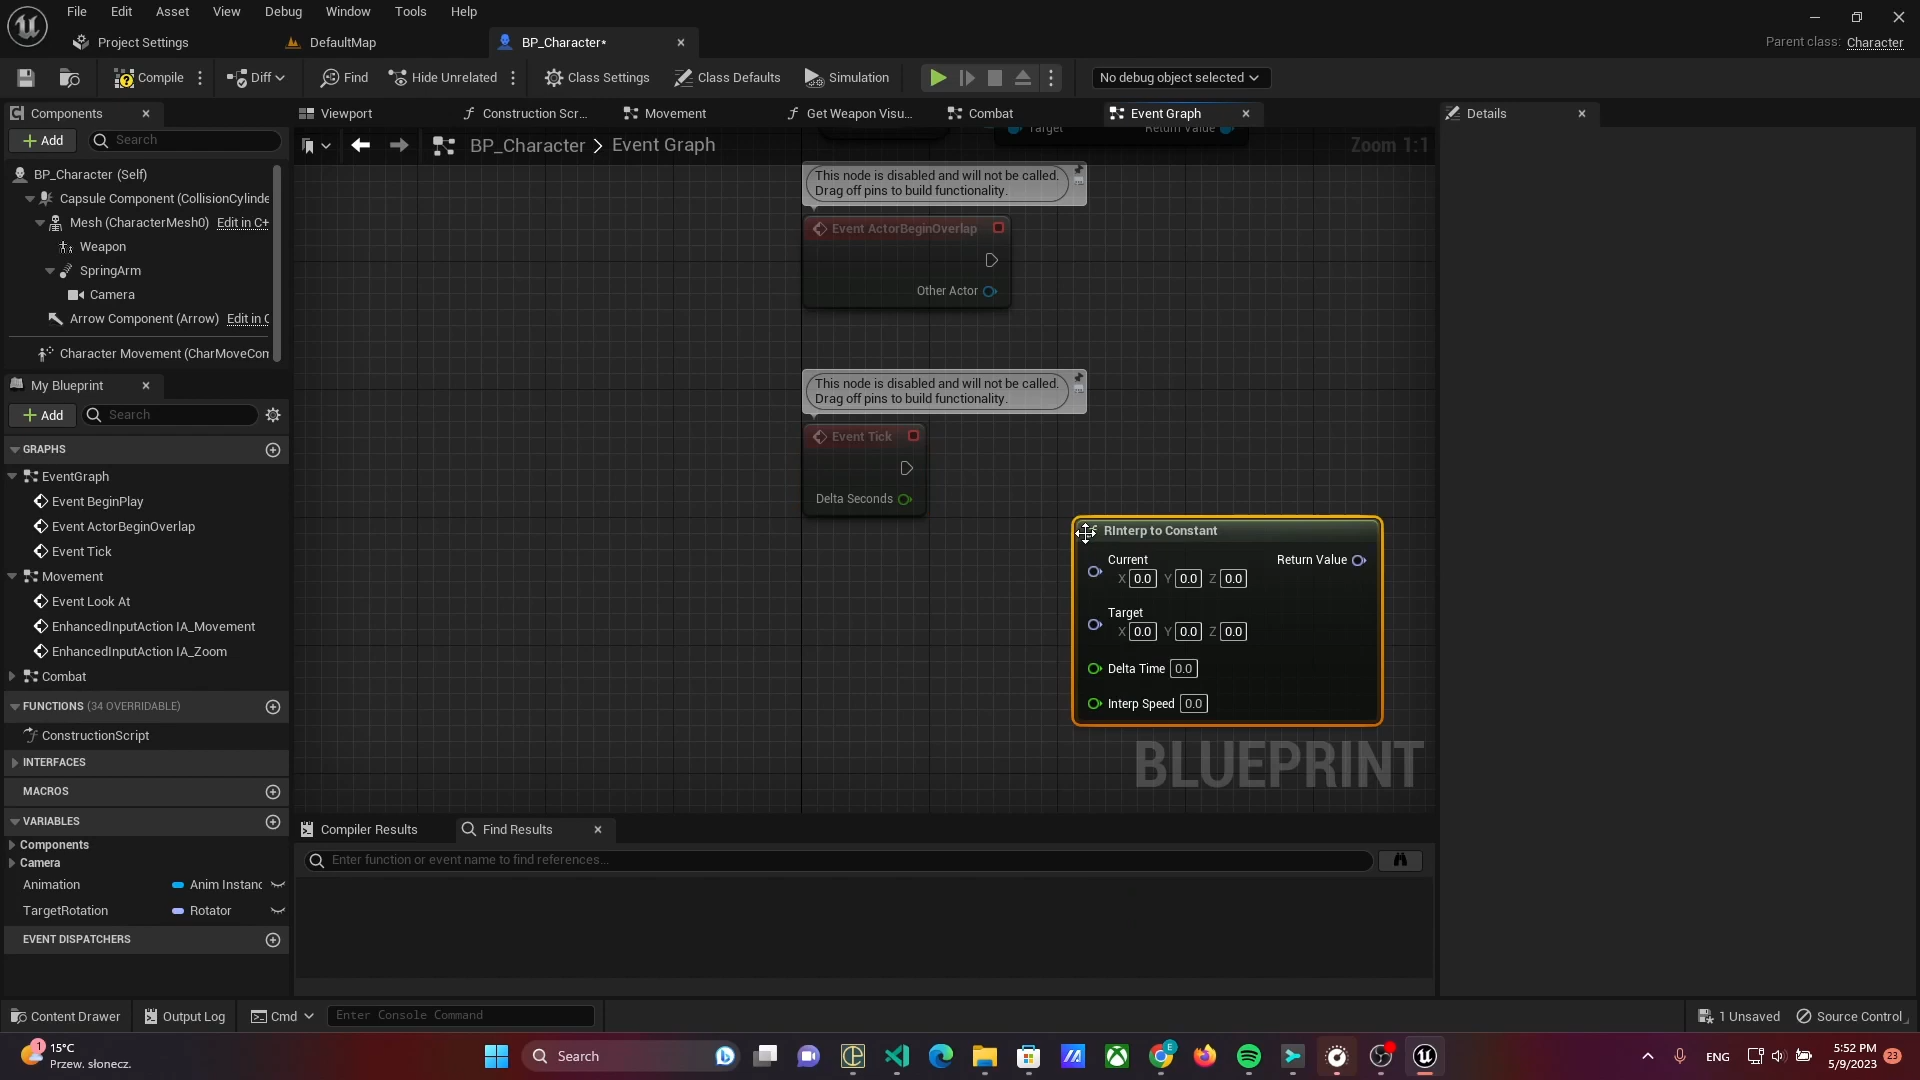 File Edit Asset View Debug Window Tools Help
Project Settings DefaultMap BP_Character* Parent class: Character
Compile Diff Find Hide Unrelated Class Settings Class Defaults Simulation No debug object selected
Components Viewport Construction Scr... Movement Get Weapon Visu... Combat Event Graph Details
Add Search
BP_Character > Event Graph Zoom 1:1
Target Return Value
BP_Character (Self)
Capsule Component (CollisionCylinde
Mesh (CharacterMesh0) Edit in C+
Weapon
SpringArm
Camera
Arrow Component (Arrow) Edit in C
Character Movement (CharMoveCon
This node is disabled and will not be called.
Drag off pins to build functionality.
Event ActorBeginOverlap
Other Actor
This node is disabled and will not be called.
Drag off pins to build functionality.
Event Tick
Delta Seconds
RInterp to Constant
Current Return Value
X 0.0 Y 0.0 Z 0.0
Target
X 0.0 Y 0.0 Z 0.0
Delta Time 0.0
Interp Speed 0.0
BLUEPRINT
My Blueprint
Add Search
GRAPHS
EventGraph
Event BeginPlay
Event ActorBeginOverlap
Event Tick
Movement
Event Look At
EnhancedInputAction IA_Movement
EnhancedInputAction IA_Zoom
Combat
FUNCTIONS (34 OVERRIDABLE)
ConstructionScript
INTERFACES
MACROS
VARIABLES
Components
Camera
Animation Anim Instanc
TargetRotation Rotator
EVENT DISPATCHERS
Compiler Results Find Results
Enter function or event name to find references...
Content Drawer Output Log Cmd Enter Console Command 1 Unsaved Source Control
1 15°C
Przew. słonecz.
Search E ENG
5:52 PM
5/9/2023
23